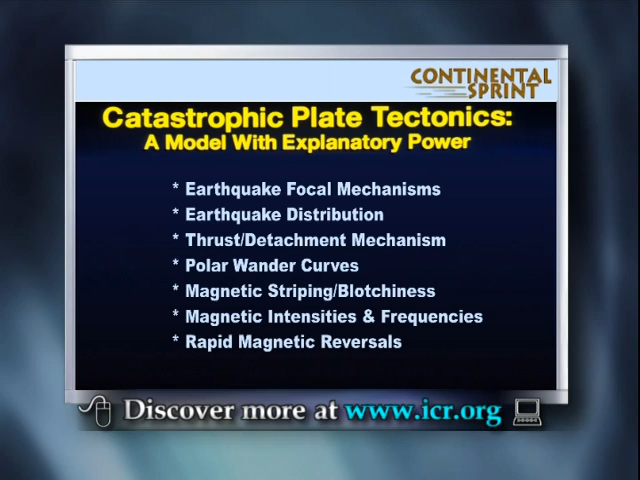 CONTINENTAL
SPRINT
Catastrophic Plate Tectonics:
A Model With Explanatory Power
* Earthquake Focal Mechanisms
* Earthquake Distribution
* Thrust/Detachment Mechanism
* Polar Wander Curves
* Magnetic Striping/Blotchiness
* Magnetic Intensities & Frequencies
* Rapid Magnetic Reversals
Discover more at www.icr.org